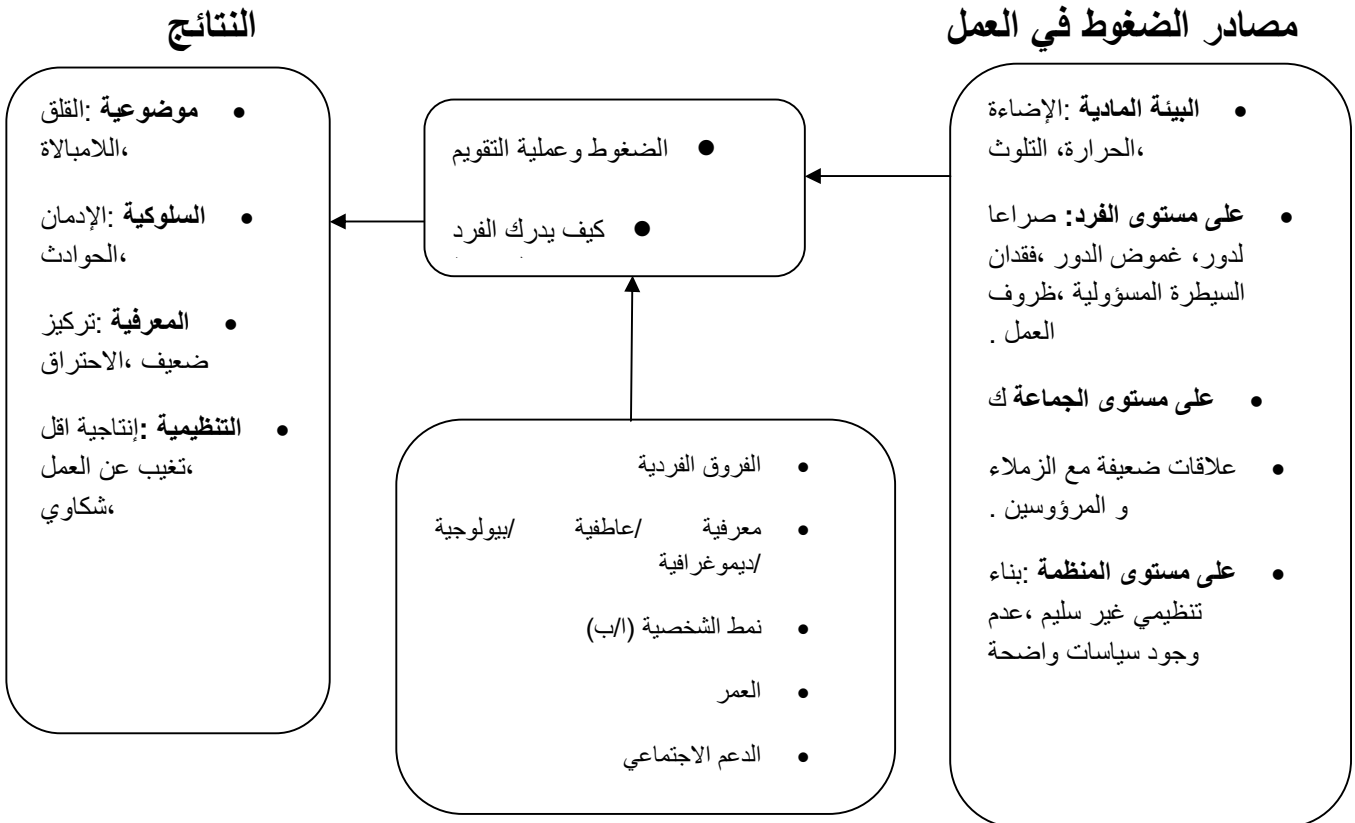 مصادر الضغوط في العمل
النتائج
• البيئة المادية :الإضاءة
،الحرارة، التلوث
• على مستوى الفرد: صراعا
لدور، غموض الدور ،فقدان
السيطرة المسؤولية ،ظروف
العمل .
• على مستوى الجماعة ك
• علاقات ضعيفة مع الزملاء
و المرؤوسين .
• على مستوى المنظمة :بناء
تنظيمي غير سليم ،عدم
وجود سياسات واضحة
• الضغوط وعملية التقويم
• كيف يدرك الفرد
• الفروق الفردية
• معرفية /عاطفية /بيولوجية
/ديموغرافية
• نمط الشخصية (ا/ب)
• العمر
• الدعم الاجتماعي
• موضوعية :القلق
،اللامبالاة
• السلوكية :الإدمان
،الحوادث
• المعرفية :تركيز
ضعيف ،الاحتراق
• التنظيمية :إنتاجية اقل
،تغيب عن العمل
،شكاوي